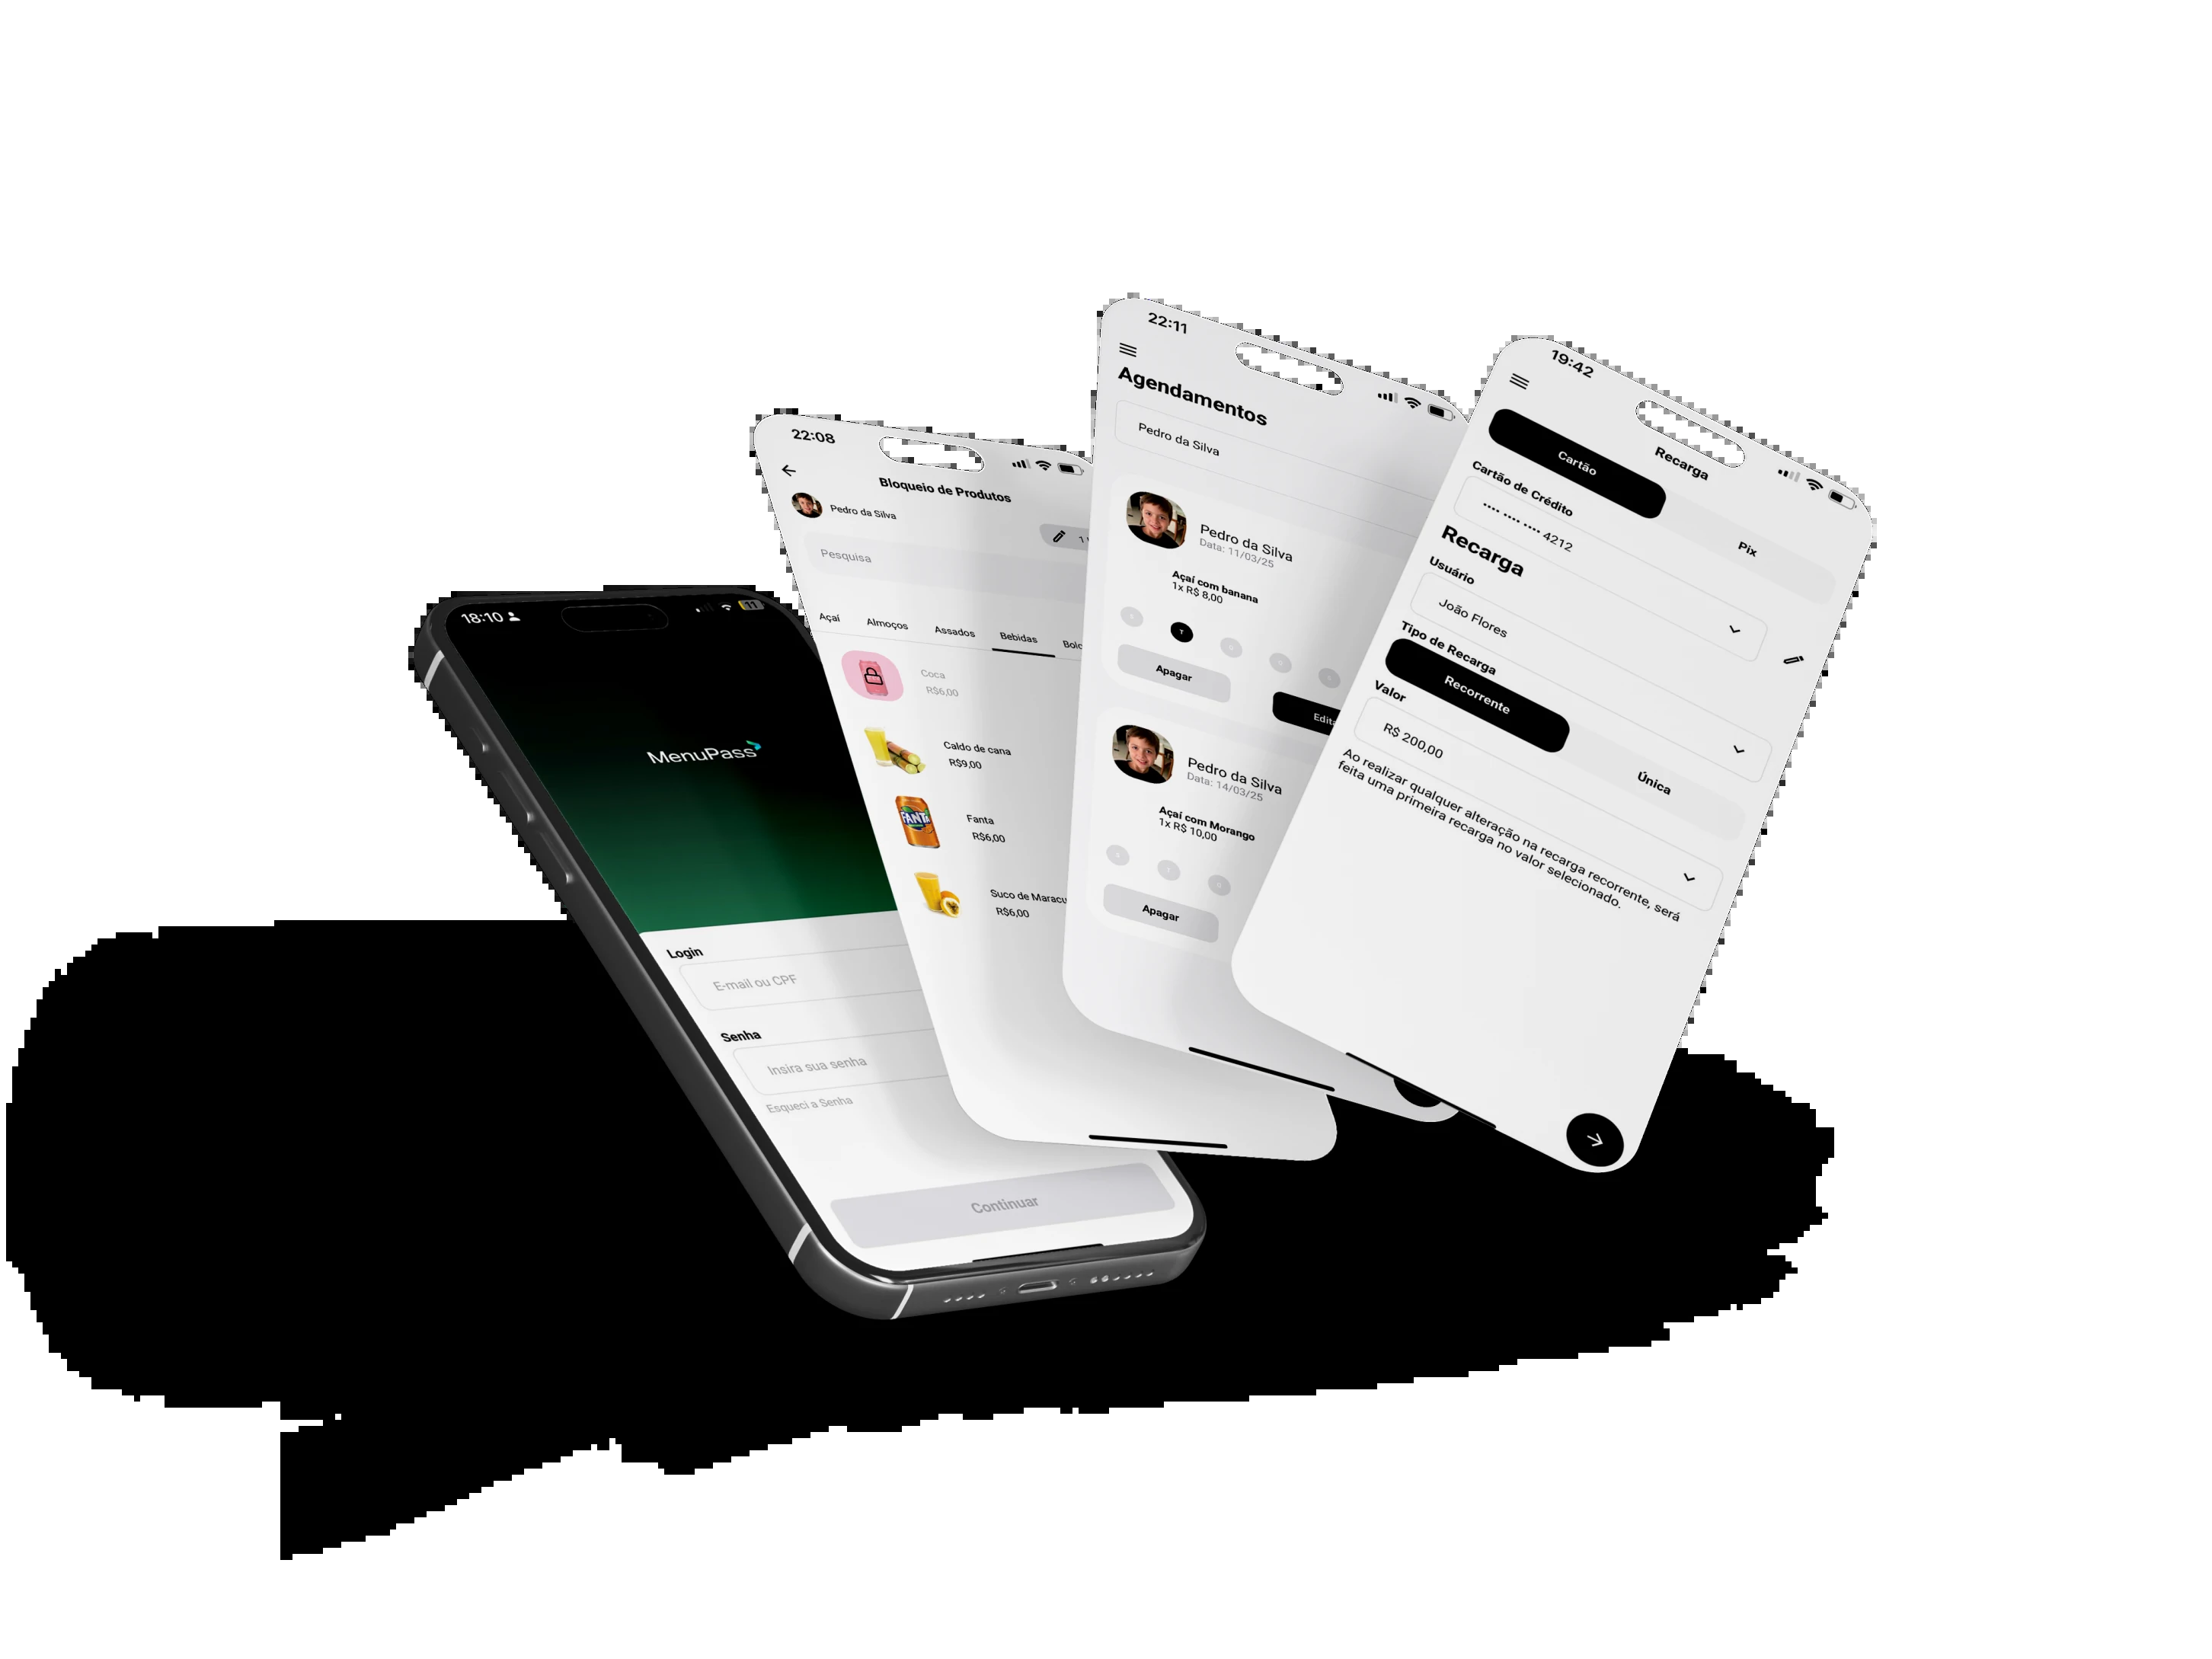 18:10
MenuPass
Login
E-mail ou CPF
Senha
Insira sua senha
Esqueci a Senha
Continuar
22:08
Bloqueio de Produtos
Pedro da Silva
1
Pesquisa
Açaí
Almoços
Assados
Bebidas
Coca
R$6,00
Caldo de cana
R$9,00
FANTA
Fanta
R$6,00
Suco de
R$6,00
22:11
Agendamentos
Pedro da Silva
Pedro da Silva
Data: 11/03/25
Açaí com banana
1x R$ 8,00
T
Apagar
Pedro da Silva
Data: 14/03/25
Açaí com Morango
1x R$ 10,00
Apagar
19:42
Recarga
Cartão
Pix
Cartão de Crédito
•••• •••• •••• 4212
Recarga
Usuário
João Flores
Tipo de Recarga
Recorrente
Única
Valor
R$ 200,00
Ao realizar qualquer alteração na recarga recorrente, será
feita uma primeira recarga no valor selecionado.